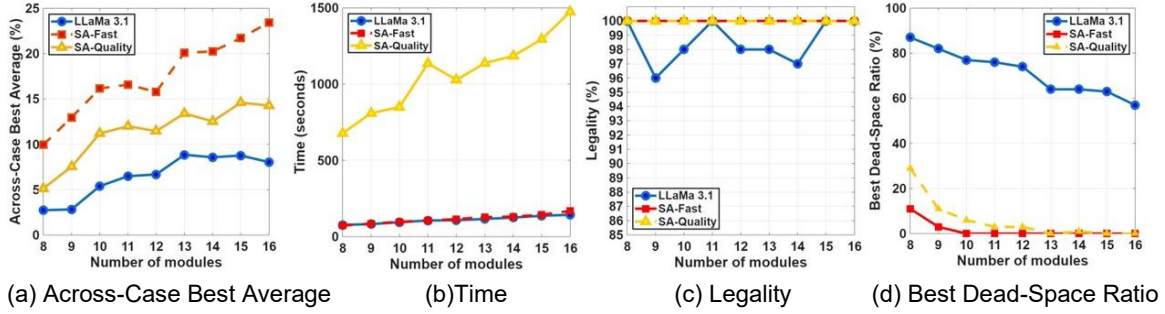 Across-Case Best Average (%)
25
20
15
10
5
0
LLaMa 3.1
SA-Fast
SA-Quality
8 9 10 11 12 13 14 15 16
Number of modules
(a) Across-Case Best Average
Time (seconds)
1500
1000
500
0
LLaMa 3.1
SA-Fast
SA-Quality
8 9 10 11 12 13 14 15 16
Number of modules
(b)Time
Legality (%)
100
99
98
97
96
95
94
93
92
91
90
89
88
87
86
85
LLaMa 3.1
SA-Fast
SA-Quality
8 9 10 11 12 13 14 15 16
Number of modules
(c) Legality
Best Dead-Space Ratio (%)
100
80
60
40
20
0
LLaMa 3.1
SA-Fast
SA-Quality
8 9 10 11 12 13 14 15 16
Number of modules
(d) Best Dead-Space Ratio